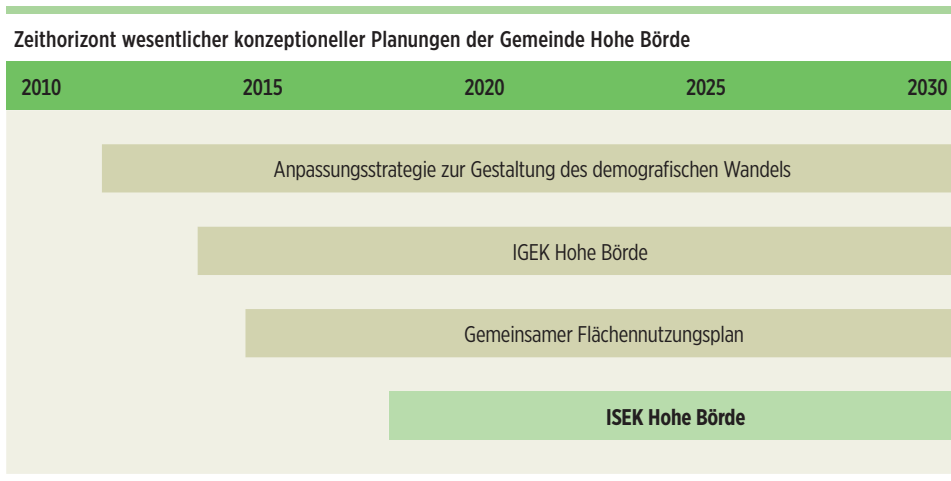 Zeithorizont wesentlicher konzeptioneller Planungen der Gemeinde Hohe Börde
2010 2015 2020 2025 2030
Anpassungsstrategie zur Gestaltung des demografischen Wandels
IGEK Hohe Börde
Gemeinsamer Flächennutzungsplan
ISEK Hohe Börde